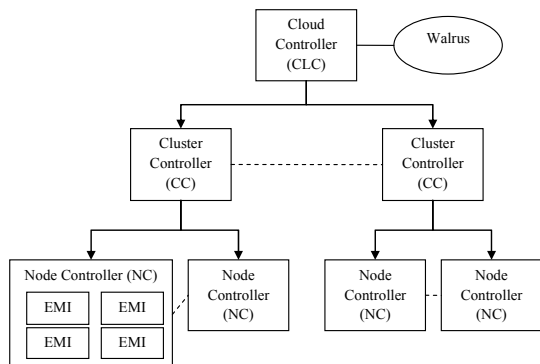 Cloud
Controller
(CLC)
Walrus
Cluster
Controller
(CC)
Cluster
Controller
(CC)
Node Controller (NC)
EMI
EMI
EMI
EMI
Node
Controller
(NC)
Node
Controller
(NC)
Node
Controller
(NC)